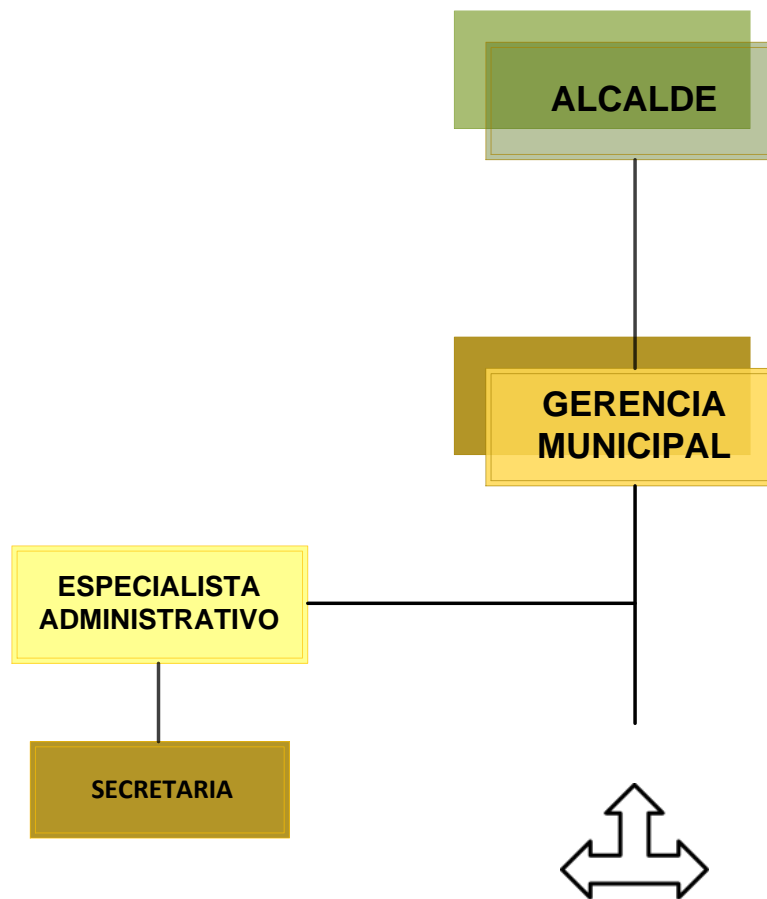 ALCALDE
GERENCIA
MUNICIPAL
ESPECIALISTA
ADMINISTRATIVO
SECRETARIA